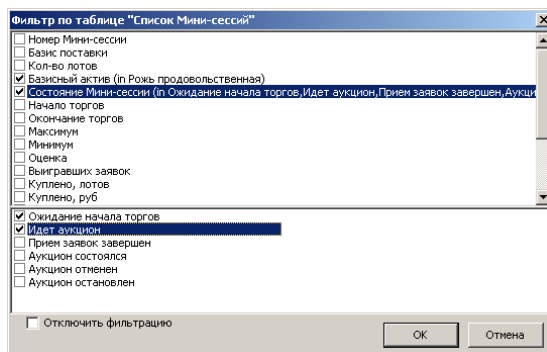 Фильтр по таблице "Список Мини-сессий"
Номер Мини-сессии
Базис поставки
Кол-во лотов
Базисный актив (in Рожь продовольственная)
Состояние Мини-сессии (in Ожидание начала торгов,Идет аукцион,Прием заявок завершен,Аукци
Начало торгов
Окончание торгов
Максимум
Минимум
Оценка
Выигравших заявок
Куплено, лотов
Куплено, руб
Ожидание начала торгов
Идет аукцион
Прием заявок завершен
Аукцион состоялся
Аукцион отменен
Аукцион остановлен
Отключить фильтрацию
ОК
Отмена